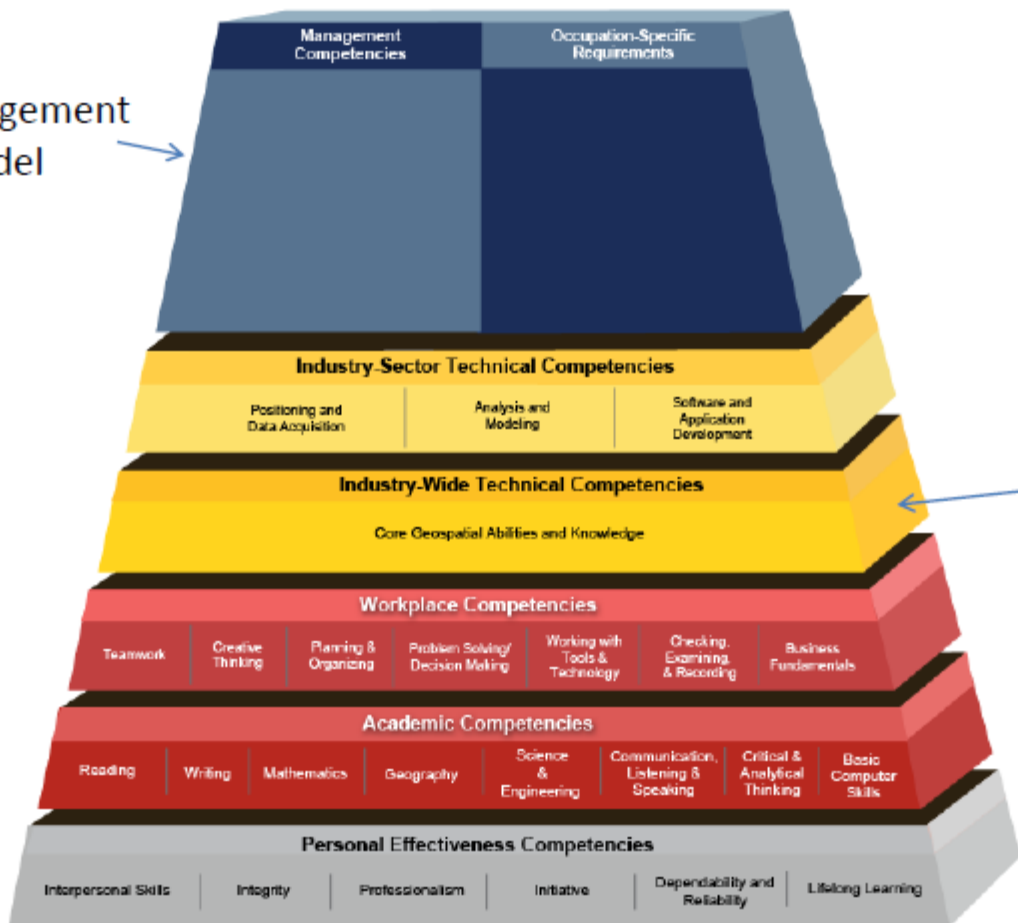 Management
Competencies
Occupation-Specific
Requirements
gement
del
Industry-Sector Technical Competencies
Positioning and
Data Acquisition
Analysis and
Modeling
Software and
Application
Development
Industry-Wide Technical Competencies
Core Geospatial Abilities and Knowledge
Workplace Competencies
Teamwork
Creative
Thinking
Planning &
Organizing
Problem Solving/
Decision Making
Working with
Tools &
Technology
Checking,
Examining,
& Recording
Business
Fundamentals
Academic Competencies
Reading
Writing
Mathematics
Geography
Science
&
Engineering
Communication,
Listening &
Speaking
Critical &
Analytical
Thinking
Basic
Computer
Skills
Personal Effectiveness Competencies
Interpersonal Skills
Integrity
Professionalism
Initiative
Dependability and
Reliability
Lifelong Learning